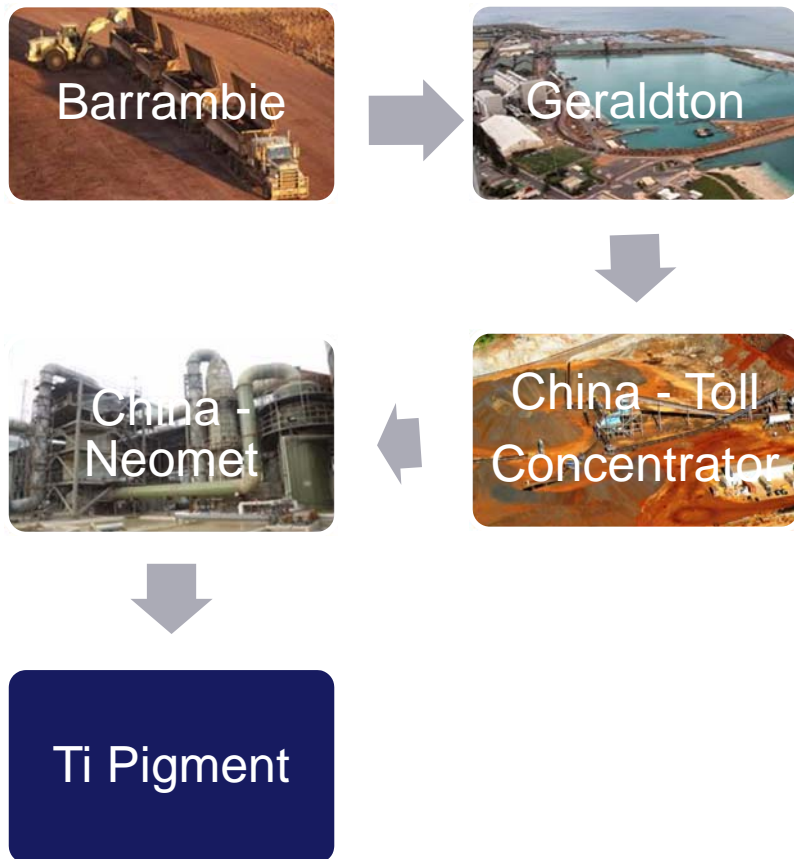 Barrambie
Geraldton
China - Toll
Concentrator
China -
Neomet
Ti Pigment